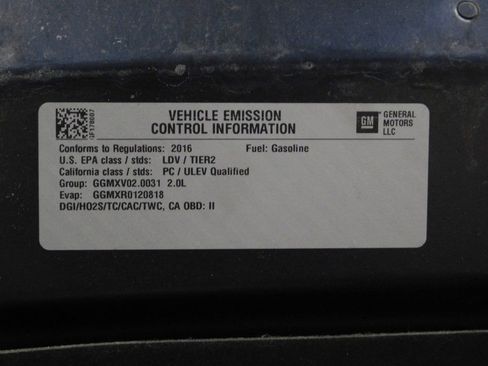 VEHICLE EMISSION
CONTROL INFORMATION
GM
GENERAL
MOTORS
LLC
Conforms to Regulations: 2016 Fuel: Gasoline
U.S. EPA class / stds: LDV / TIER2
California class / stds: PC / ULEV Qualified
Group: GGMXV02.0031 2.0L
Evap: GGMXR0120818
DGI/HO2S/TC/CAC/TWC, CA OBD: II